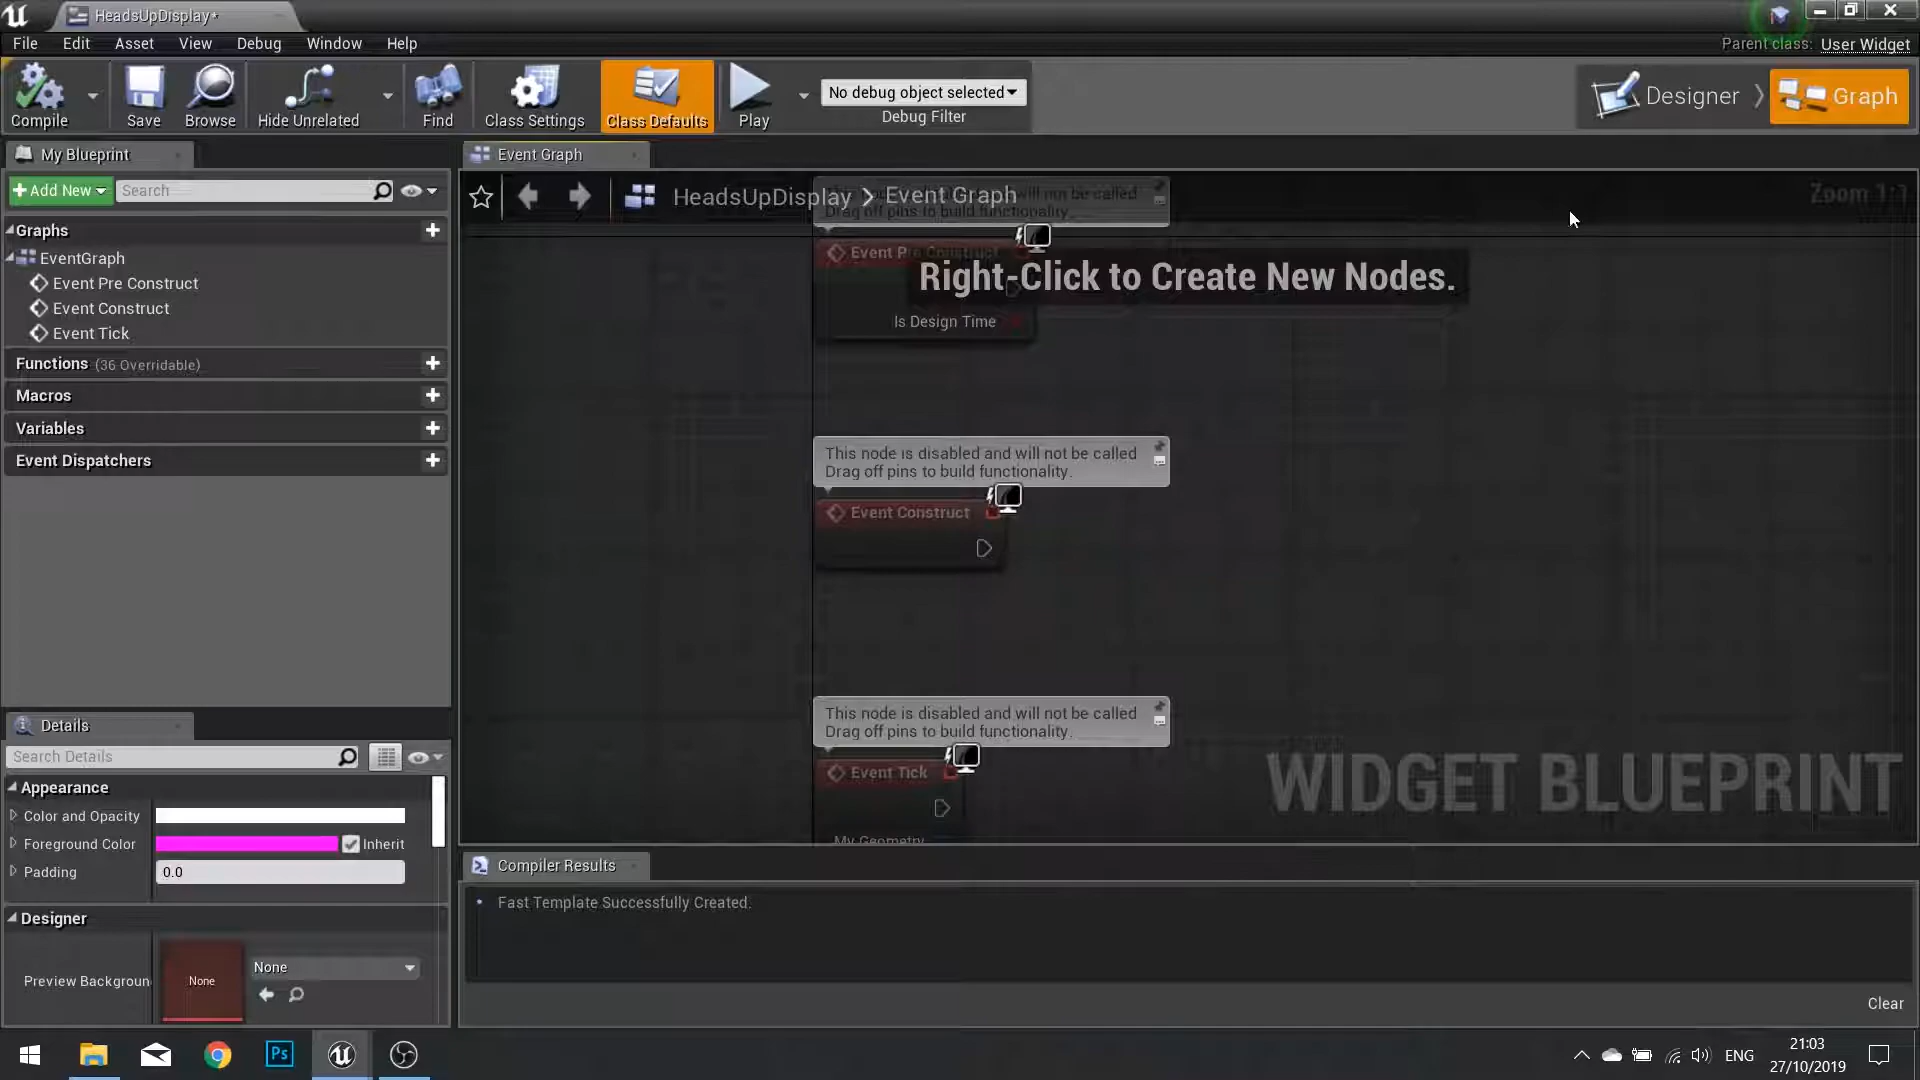 HeadsUpDisplay*
File Edit Asset View Debug Window Help
Parent class: User Widget
Compile
Save
Browse
Hide Unrelated
Find
Class Settings
Class Defaults
Play
No debug object selected
Debug Filter
Designer
Graph
My Blueprint
Event Graph
Add New
Search
HeadsUpDisplay > Event Graph
Zoom 1:1
This node is disabled and will not be called
Drag off pins to build functionality.
Graphs
EventGraph
Event Pre Construct
Event Construct
Event Tick
Functions (36 Overridable)
Macros
Variables
Event Dispatchers
Event Pre Construct
Right-Click to Create New Nodes.
Is Design Time
This node is disabled and will not be called
Drag off pins to build functionality.
Event Construct
This node is disabled and will not be called
Drag off pins to build functionality.
Event Tick
My Geometry
WIDGET BLUEPRINT
Details
Search Details
Appearance
Color and Opacity
Foreground Color
Inherit
Padding
0.0
Designer
Preview Backgroun
None
None
Compiler Results
Fast Template Successfully Created.
Clear
Ps
ENG
21:03
27/10/2019